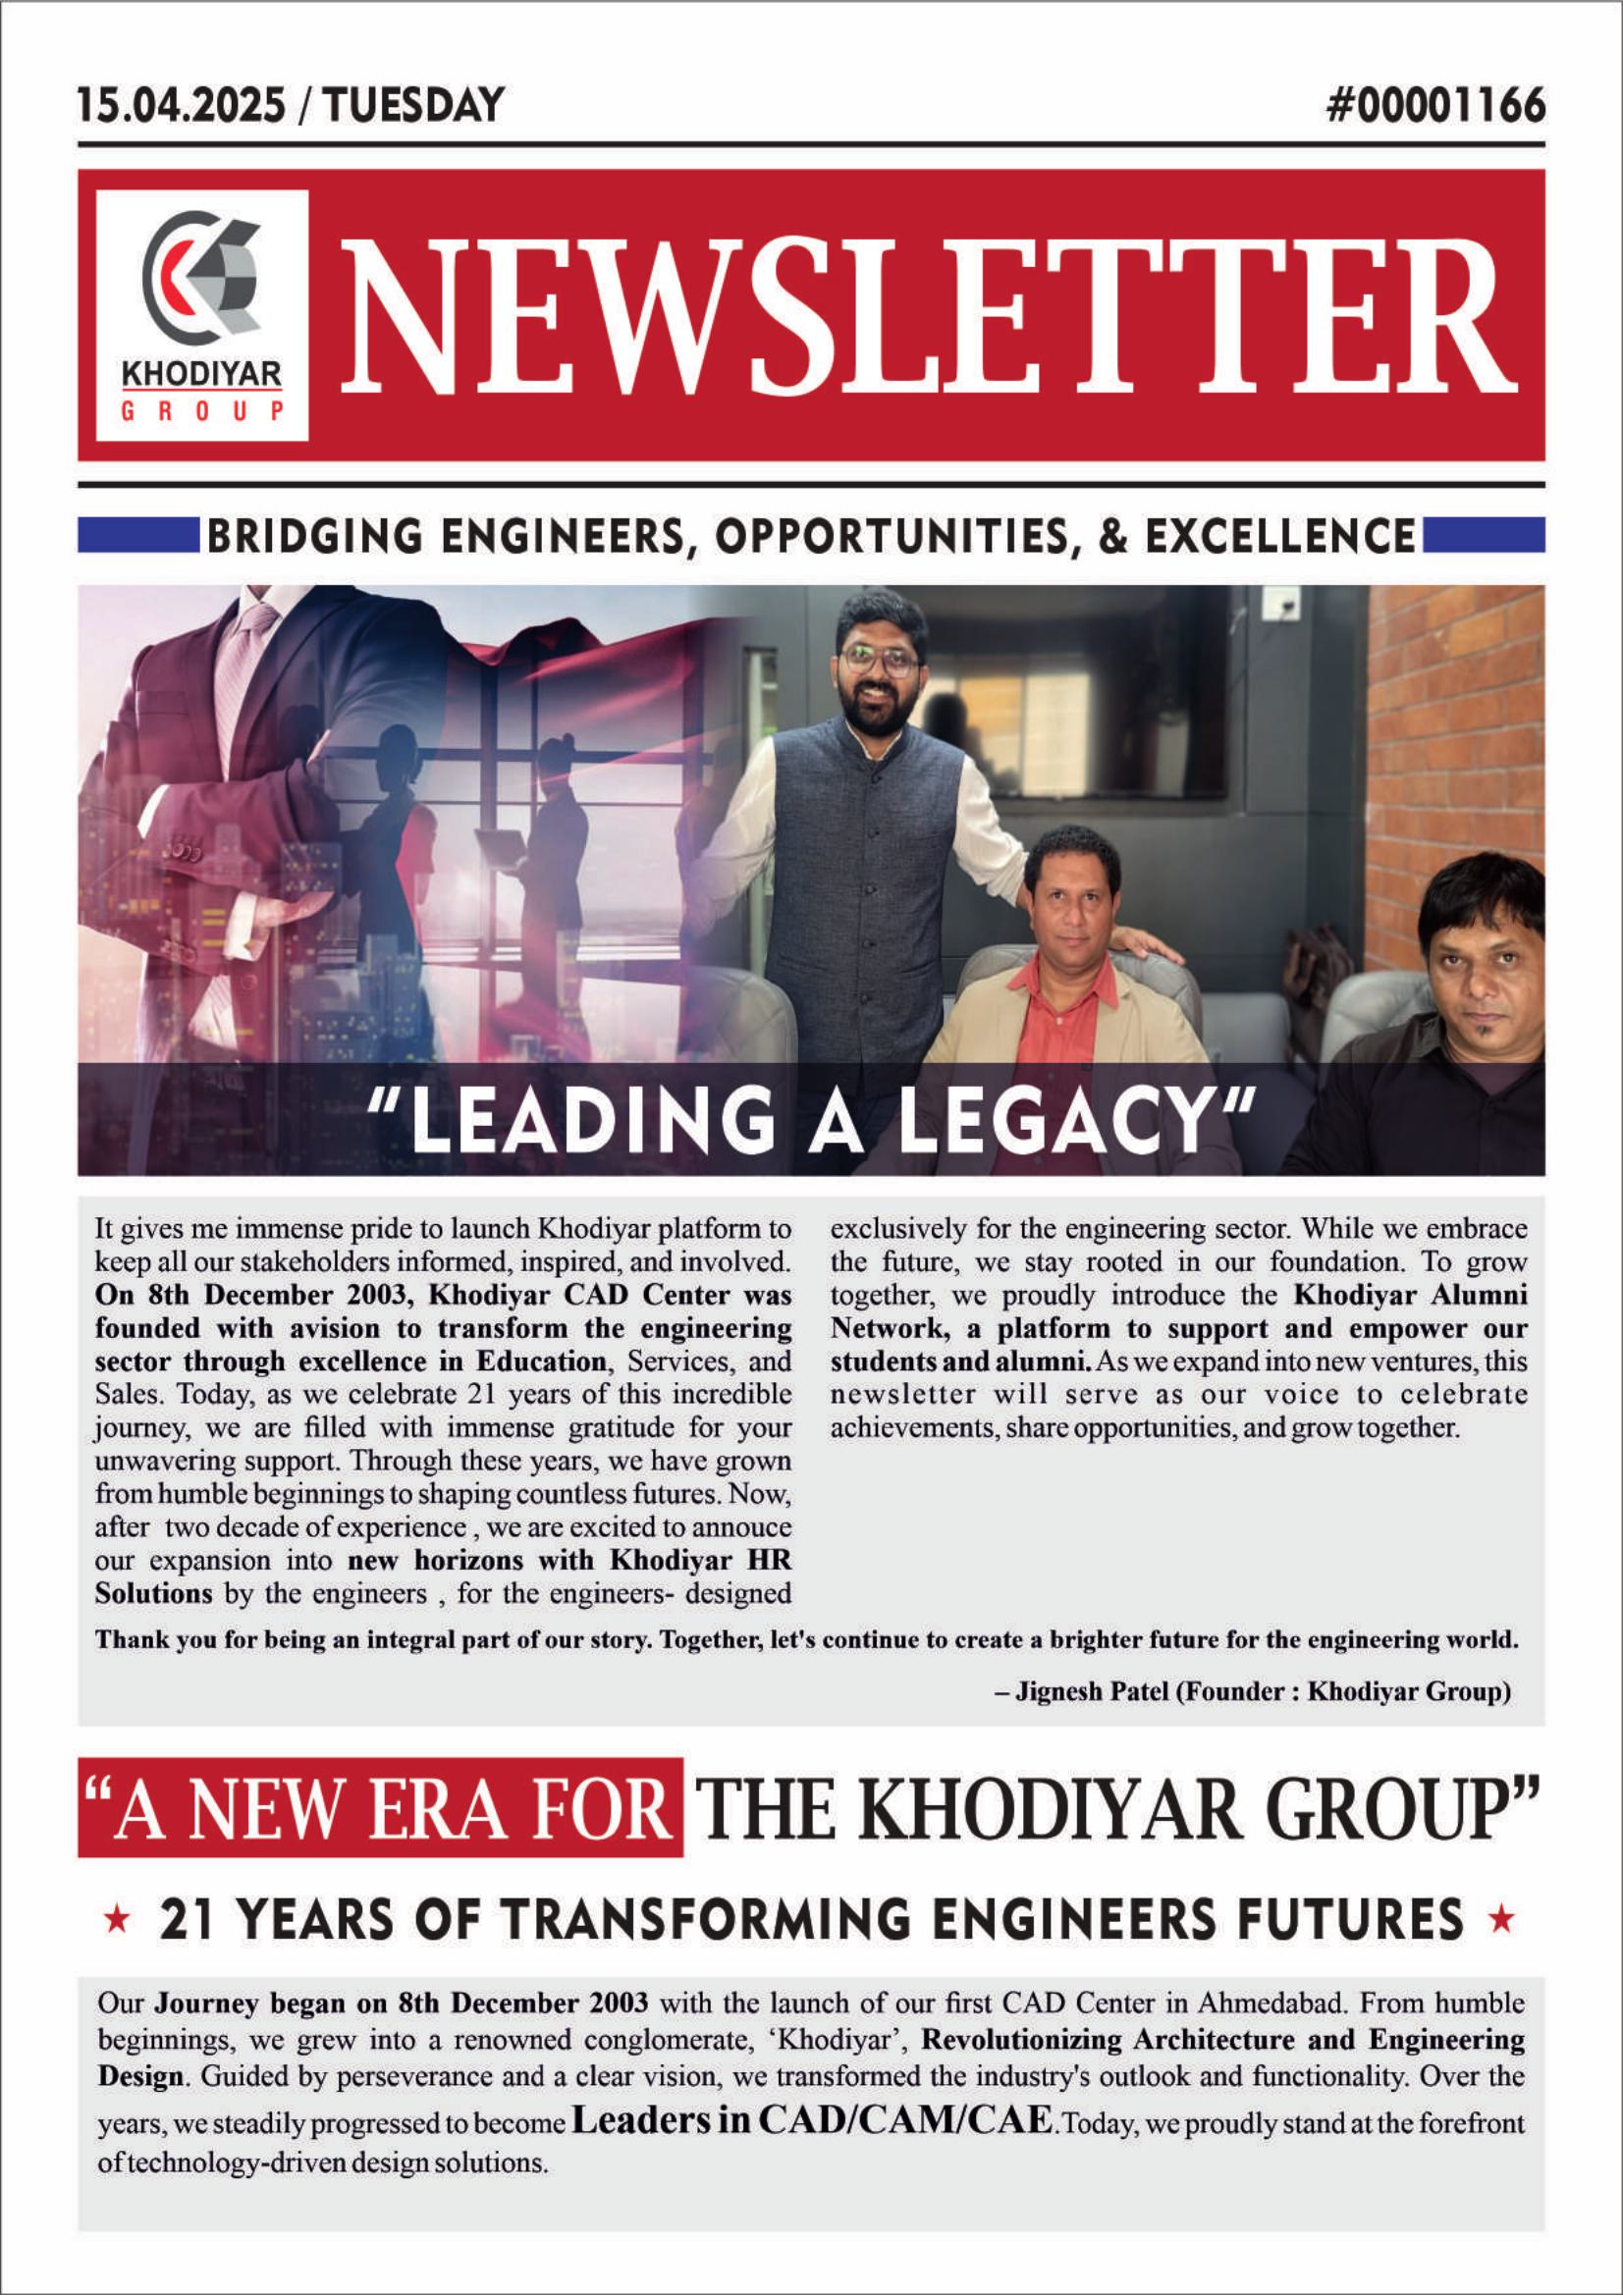 15.04.2025 / TUESDAY
#00001166
KHODIYAR
GROUP
NEWSLETTER
BRIDGING ENGINEERS, OPPORTUNITIES, & EXCELLENCE
"LEADING A LEGACY"
It gives me immense pride to launch Khodiyar platform to
keep all our stakeholders informed, inspired, and involved.
On 8th December 2003, Khodiyar CAD Center was
founded with avision to transform the engineering
sector through excellence in Education, Services, and
Sales. Today, as we celebrate 21 years of this incredible
journey, we are filled with immense gratitude for your
unwavering support. Through these years, we have grown
from humble beginnings to shaping countless futures. Now,
after two decade of experience , we are excited to annouce
our expansion into new horizons with Khodiyar HR
Solutions by the engineers , for the engineers- designed
exclusively for the engineering sector. While we embrace
the future, we stay rooted in our foundation. To grow
together, we proudly introduce the Khodiyar Alumni
Network, a platform to support and empower our
students and alumni. As we expand into new ventures, this
newsletter will serve as our voice to celebrate
achievements, share opportunities, and grow together.
Thank you for being an integral part of our story. Together, let's continue to create a brighter future for the engineering world.
– Jignesh Patel (Founder : Khodiyar Group)
“A NEW ERA FOR THE KHODIYAR GROUP”
★ 21 YEARS OF TRANSFORMING ENGINEERS FUTURES ★
Our Journey began on 8th December 2003 with the launch of our first CAD Center in Ahmedabad. From humble
beginnings, we grew into a renowned conglomerate, ‘Khodiyar’, Revolutionizing Architecture and Engineering
Design. Guided by perseverance and a clear vision, we transformed the industry's outlook and functionality. Over the
years, we steadily progressed to become Leaders in CAD/CAM/CAE.Today, we proudly stand at the forefront
of technology-driven design solutions.